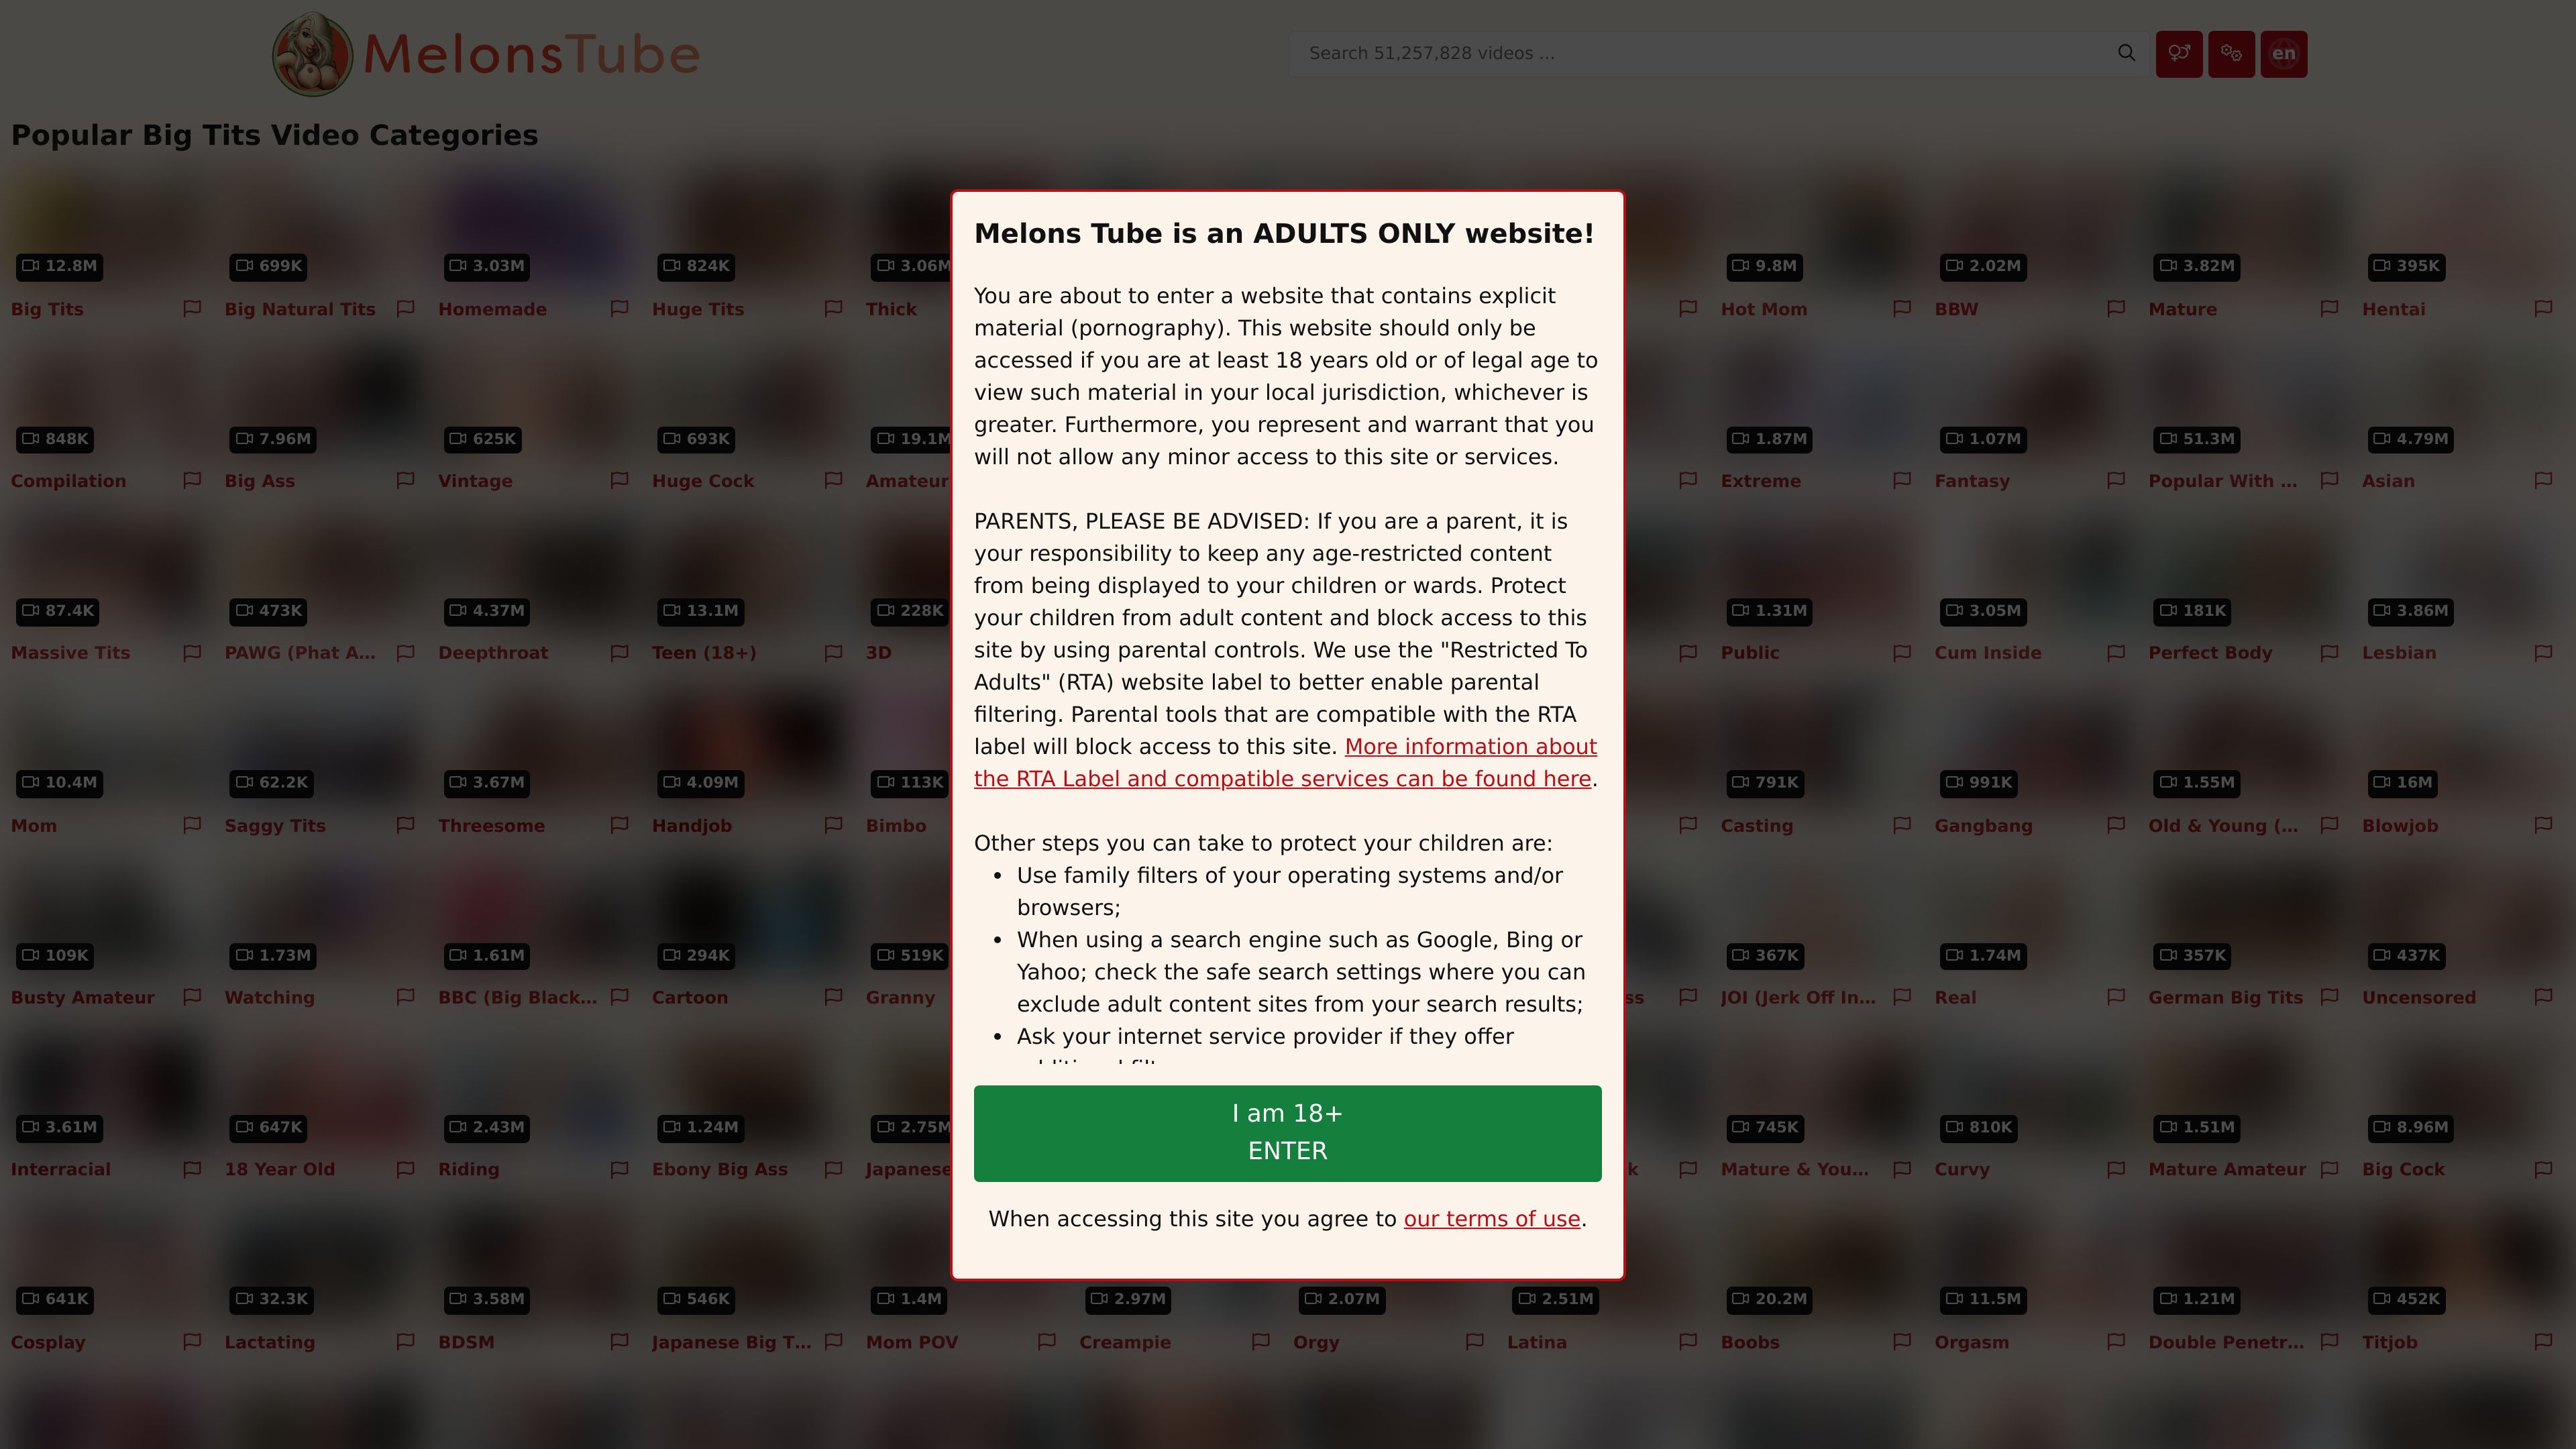 MelonsTube
Search 51,257,828 videos ...
en
Popular Big Tits Video Categories
12.8M
699K
3.03M
824K
3.06M
9.8M
2.02M
3.82M
395K
Big Tits
Big Natural Tits
Homemade
Huge Tits
Thick
Hot Mom
BBW
Mature
Hentai
848K
7.96M
625K
693K
19.1M
1.87M
1.07M
51.3M
4.79M
Compilation
Big Ass
Vintage
Huge Cock
Amateur
Extreme
Fantasy
Popular With ...
Asian
87.4K
473K
4.37M
13.1M
228K
1.31M
3.05M
181K
3.86M
Massive Tits
PAWG (Phat A...
Deepthroat
Teen (18+)
3D
Public
Cum Inside
Perfect Body
Lesbian
10.4M
62.2K
3.67M
4.09M
113K
791K
991K
1.55M
16M
Mom
Saggy Tits
Threesome
Handjob
Bimbo
Casting
Gangbang
Old & Young (...
Blowjob
109K
1.73M
1.61M
294K
519K
367K
1.74M
357K
437K
Busty Amateur
Watching
BBC (Big Black...
Cartoon
Granny
ss
JOI (Jerk Off In...
Real
German Big Tits
Uncensored
3.61M
647K
2.43M
1.24M
2.75M
745K
810K
1.51M
8.96M
Interracial
18 Year Old
Riding
Ebony Big Ass
Japanese
k
Mature & You...
Curvy
Mature Amateur
Big Cock
641K
32.3K
3.58M
546K
1.4M
2.97M
2.07M
2.51M
20.2M
11.5M
1.21M
452K
Cosplay
Lactating
BDSM
Japanese Big T...
Mom POV
Creampie
Orgy
Latina
Boobs
Orgasm
Double Penetr...
Titjob
Melons Tube is an ADULTS ONLY website!
You are about to enter a website that contains explicit
material (pornography). This website should only be
accessed if you are at least 18 years old or of legal age to
view such material in your local jurisdiction, whichever is
greater. Furthermore, you represent and warrant that you
will not allow any minor access to this site or services.
PARENTS, PLEASE BE ADVISED: If you are a parent, it is
your responsibility to keep any age-restricted content
from being displayed to your children or wards. Protect
your children from adult content and block access to this
site by using parental controls. We use the "Restricted To
Adults" (RTA) website label to better enable parental
filtering. Parental tools that are compatible with the RTA
label will block access to this site. More information about
the RTA Label and compatible services can be found here.
Other steps you can take to protect your children are:
• Use family filters of your operating systems and/or
browsers;
• When using a search engine such as Google, Bing or
Yahoo; check the safe search settings where you can
exclude adult content sites from your search results;
• Ask your internet service provider if they offer
I am 18+
ENTER
When accessing this site you agree to our terms of use.